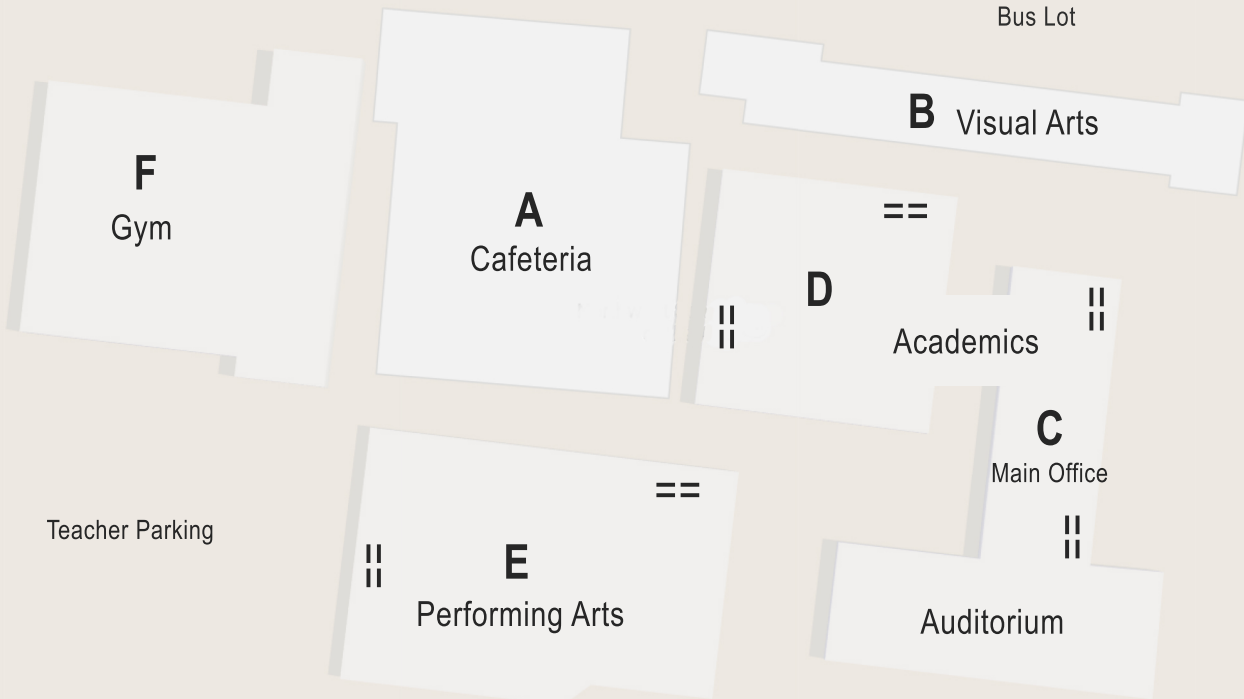 Bus Lot
B Visual Arts
F
Gym
A
Cafeteria
==
D
==
==
Academics
C
Main Office
==
==
E
==
Performing Arts
Teacher Parking
Auditorium